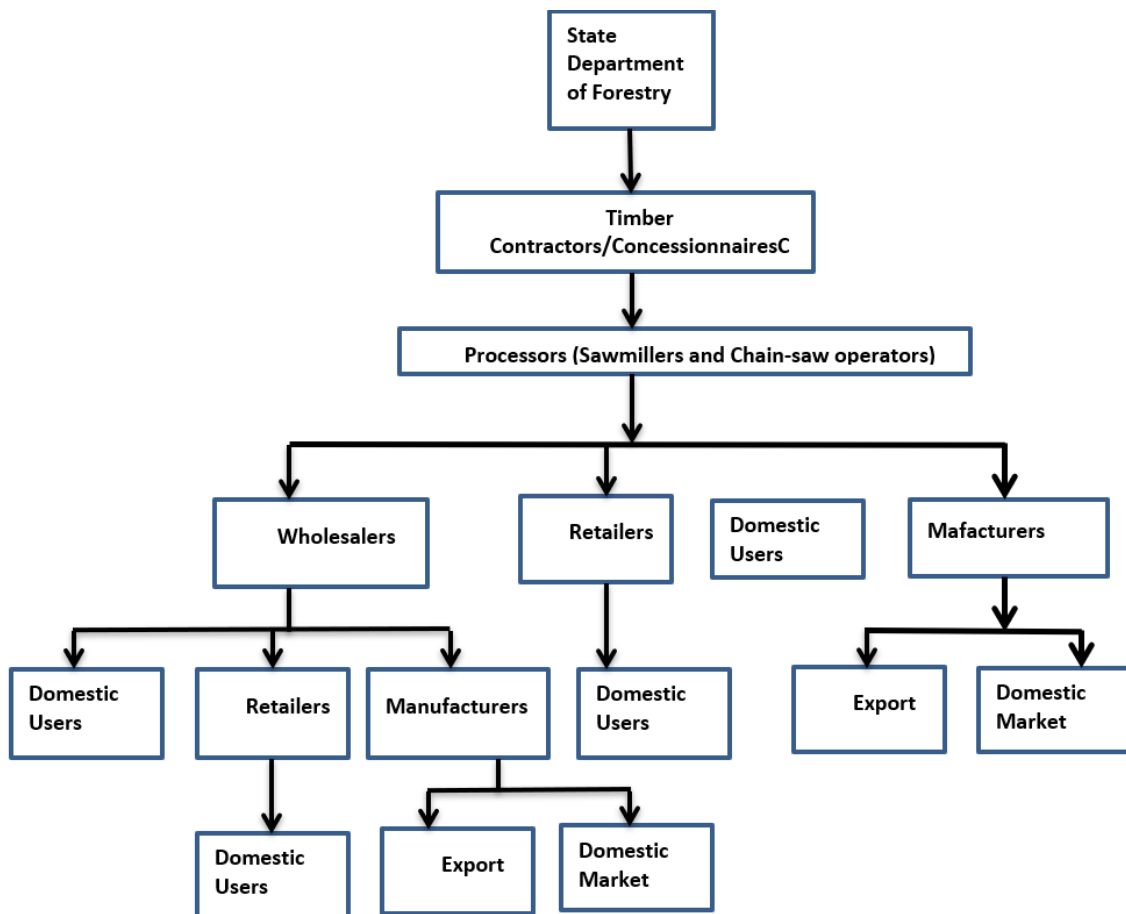 State
Department
of Forestry
Timber
Contractors/ConcessionnairesC
Processors (Sawmillers and Chain-saw operators)
Wholesalers
Retailers
Domestic
Users
Mafacturers
Domestic
Users
Retailers
Manufacturers
Domestic
Users
Export
Domestic
Market
Domestic
Users
Export
Domestic
Market